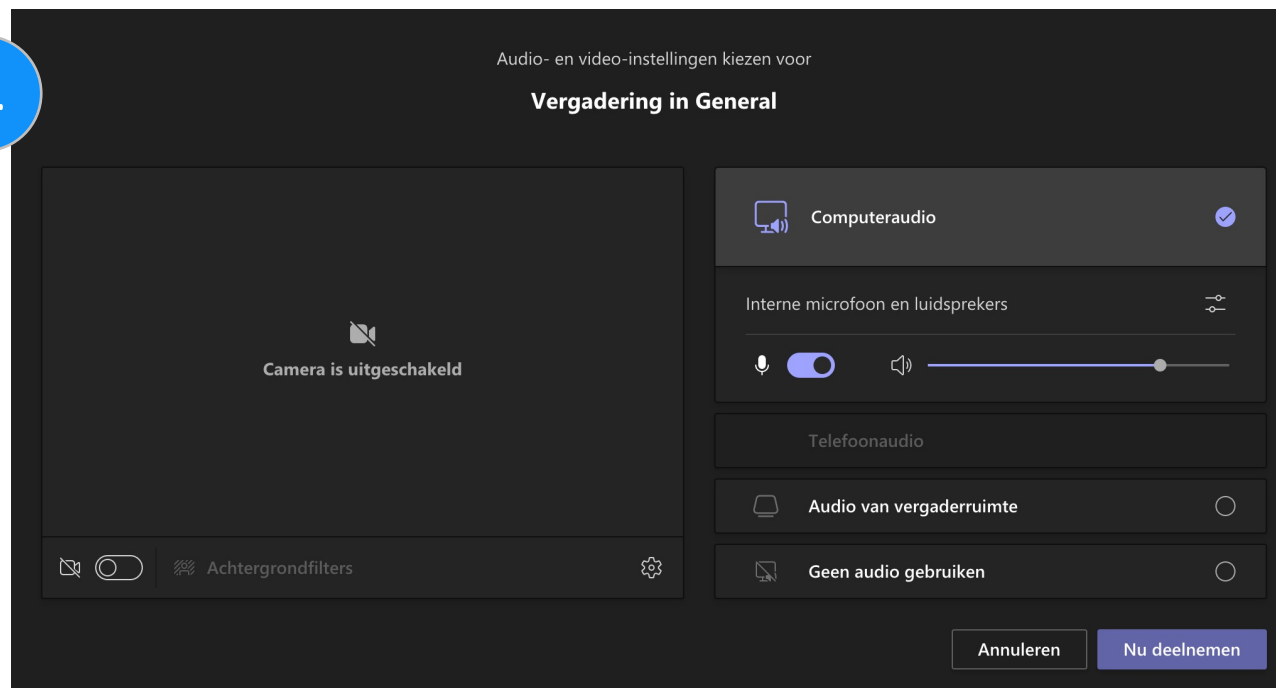 Audio- en video-instellingen kiezen voor
Vergadering in General
Camera is uitgeschakeld
Achtergrondfilters
Computeraudio
Interne microfoon en luidsprekers
Telefoonaudio
Audio van vergaderruimte
Geen audio gebruiken
Annuleren
Nu deelnemen